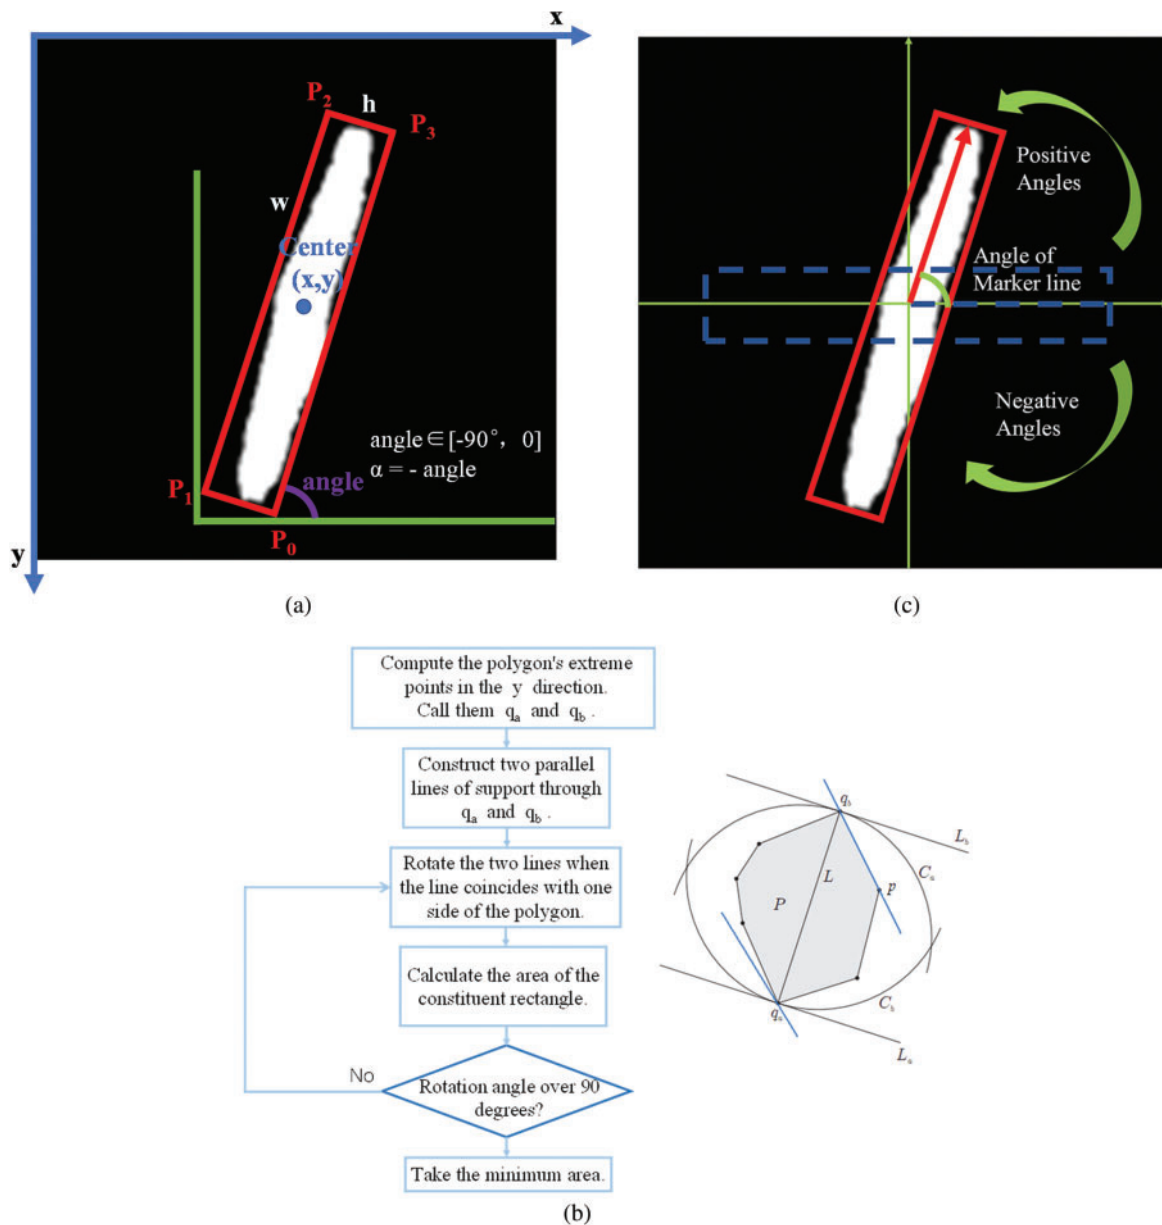 x
P2
h
P3
w
Center
(x,y)
angle∈[-90°, 0]
α = - angle
angle
P1
P0
y
(a)
Positive
Angles
Angle of
Marker line
Negative
Angles
(c)
Compute the polygon's extreme
points in the y direction.
Call them qa and qb .
Construct two parallel
lines of support through
qa and qb .
Rotate the two lines when
the line coincides with one
side of the polygon.
Calculate the area of the
constituent rectangle.
No
Rotation angle over 90
degrees?
Take the minimum area.
qb
Lb
Ca
L
p
P
Cb
qa
La
(b)